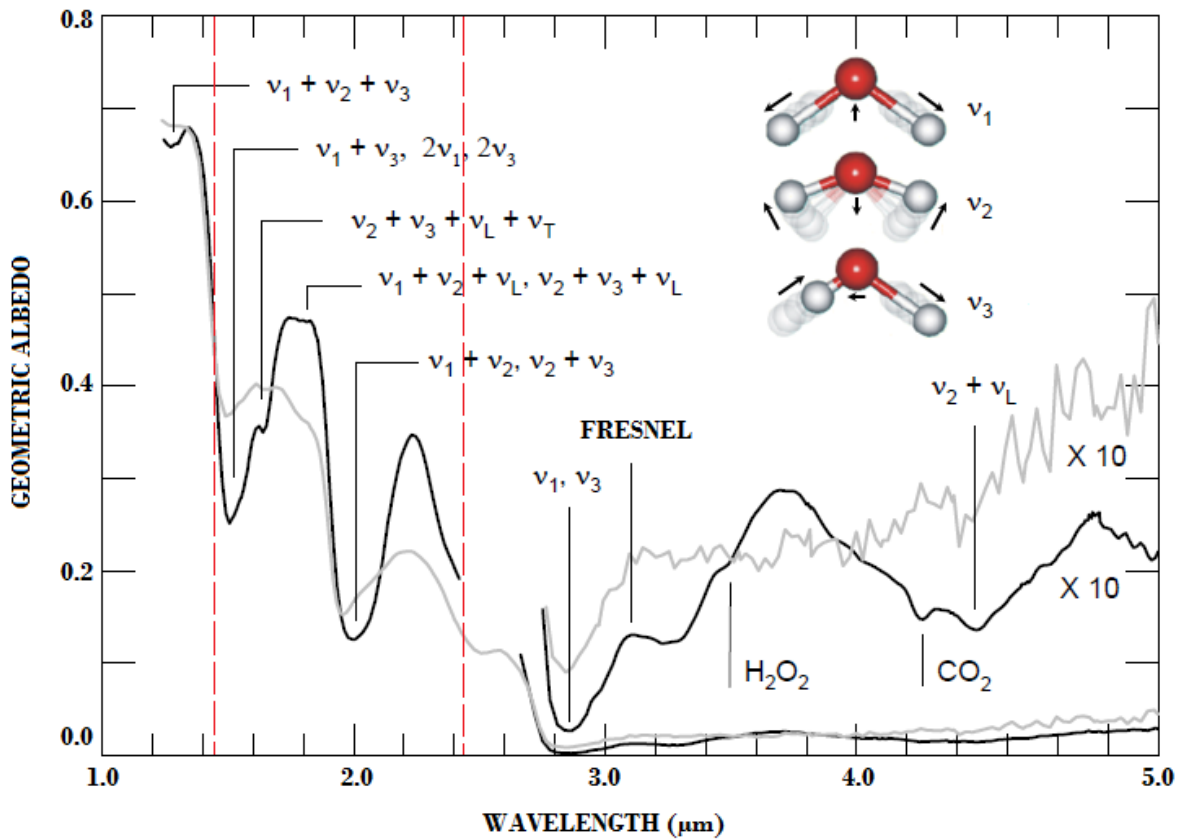 0.8
ν1 + ν2 + ν3
ν1
ν1 + ν3, 2ν1, 2ν3
0.6
ν2
ν2 + ν3 + νL + νT
ν1 + ν2 + νL, ν2 + ν3 + νL
ν3
ν1 + ν2, ν2 + ν3
ν2 + νL
0.4
GEOMETRIC ALBEDO
FRESNEL
X 10
ν1, ν3
0.2
X 10
H2O2
CO2
0.0
1.0 2.0 3.0 4.0 5.0
WAVELENGTH (μm)